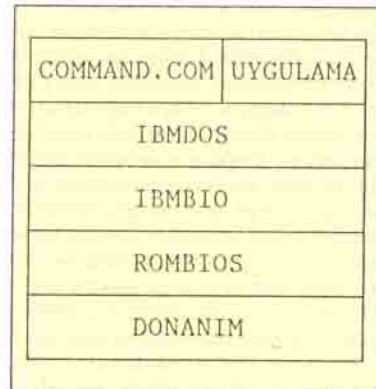 COMMAND.COM UYGULAMA
IBMDOS
IBMBIO
ROMBIOS
DONANIM